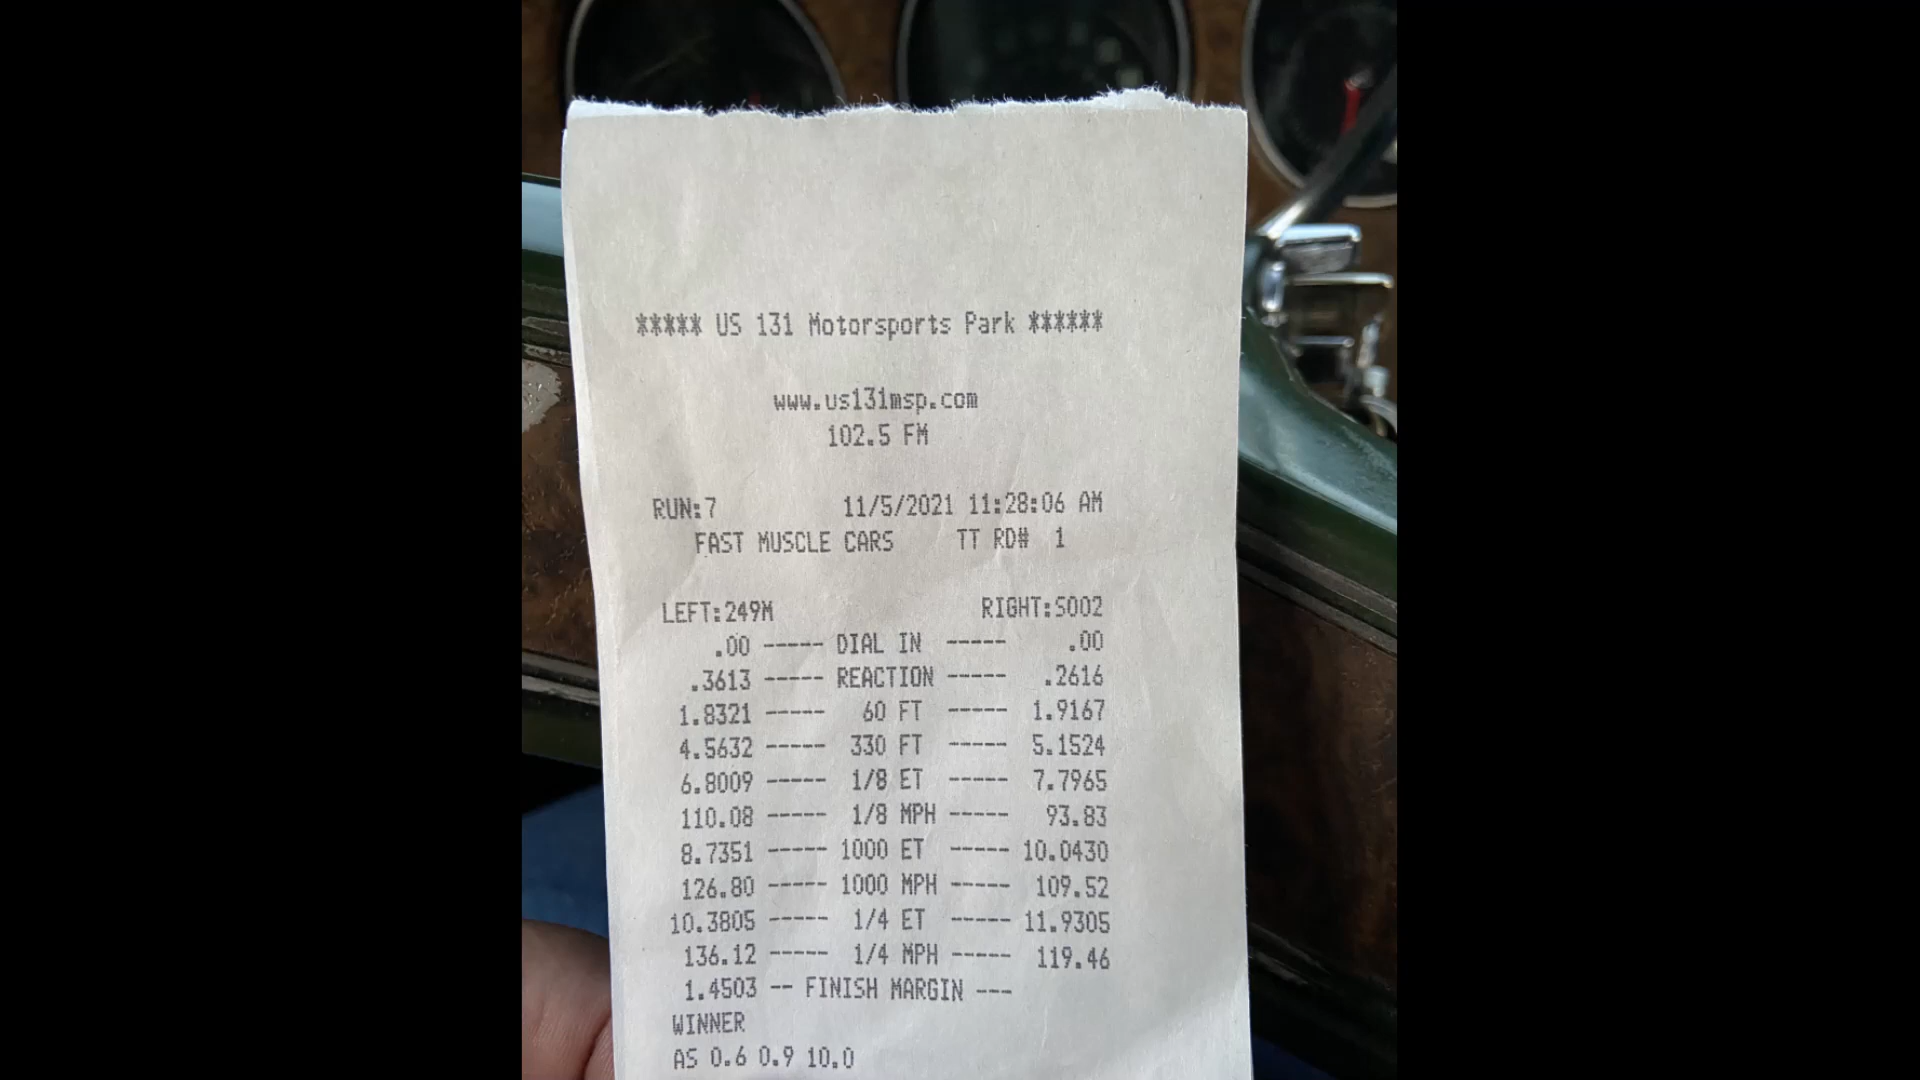 ***** US 131 Motorsports Park ******
www.us131msp.com
102.5 FM
RUN:7 11/5/2021 11:28:06 AM
FAST MUSCLE CARS TT RD# 1
LEFT:249M RIGHT:S002
.00 ----- DIAL IN ----- .00
.3613 ----- REACTION ----- .2616
1.8321 ----- 60 FT ----- 1.9167
4.5632 ----- 330 FT ----- 5.1524
6.8009 ----- 1/8 ET ----- 7.7965
110.08 ----- 1/8 MPH ----- 93.83
8.7351 ----- 1000 ET ----- 10.0430
126.80 ----- 1000 MPH ----- 109.52
10.3805 ----- 1/4 ET ----- 11.9305
136.12 ----- 1/4 MPH ----- 119.46
1.4503 -- FINISH MARGIN ---
WINNER
AS 0.6 0.9 10.0